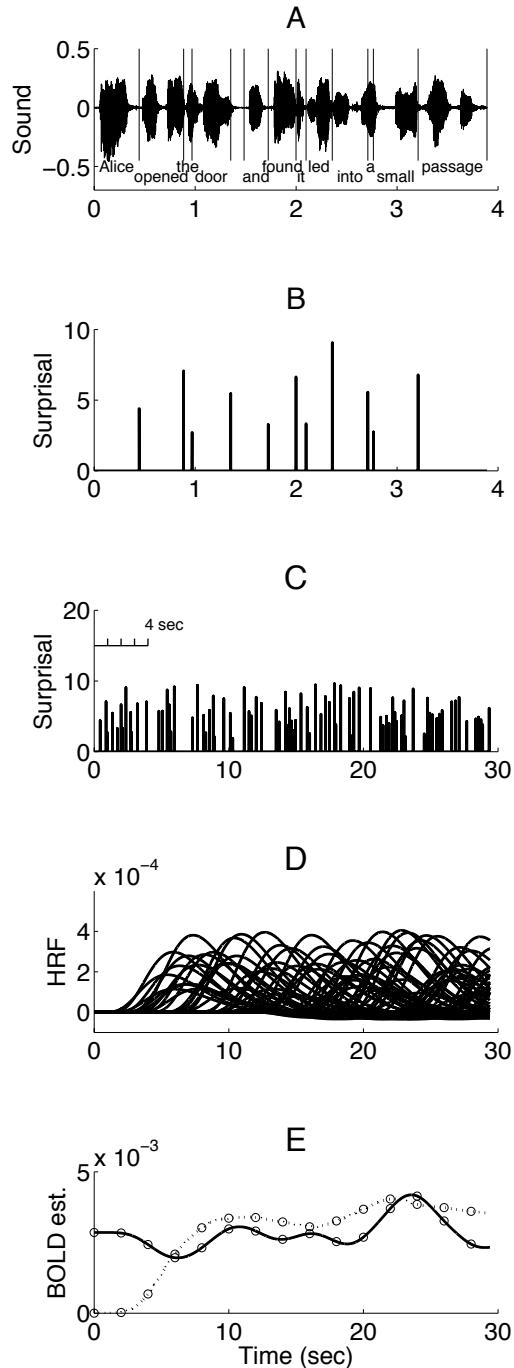 A
0.5
0
−0.5
Sound
Alice the found led a passage
opened door and it into small
0 1 2 3 4
B
10
5
0
Surprisal
0 1 2 3 4
C
20
10
0
Surprisal
4 sec
0 10 20 30
D
x 10−4
4
2
0
HRF
0 10 20 30
E
x 10−3
5
0
BOLD est.
0 10 20 30
Time (sec)